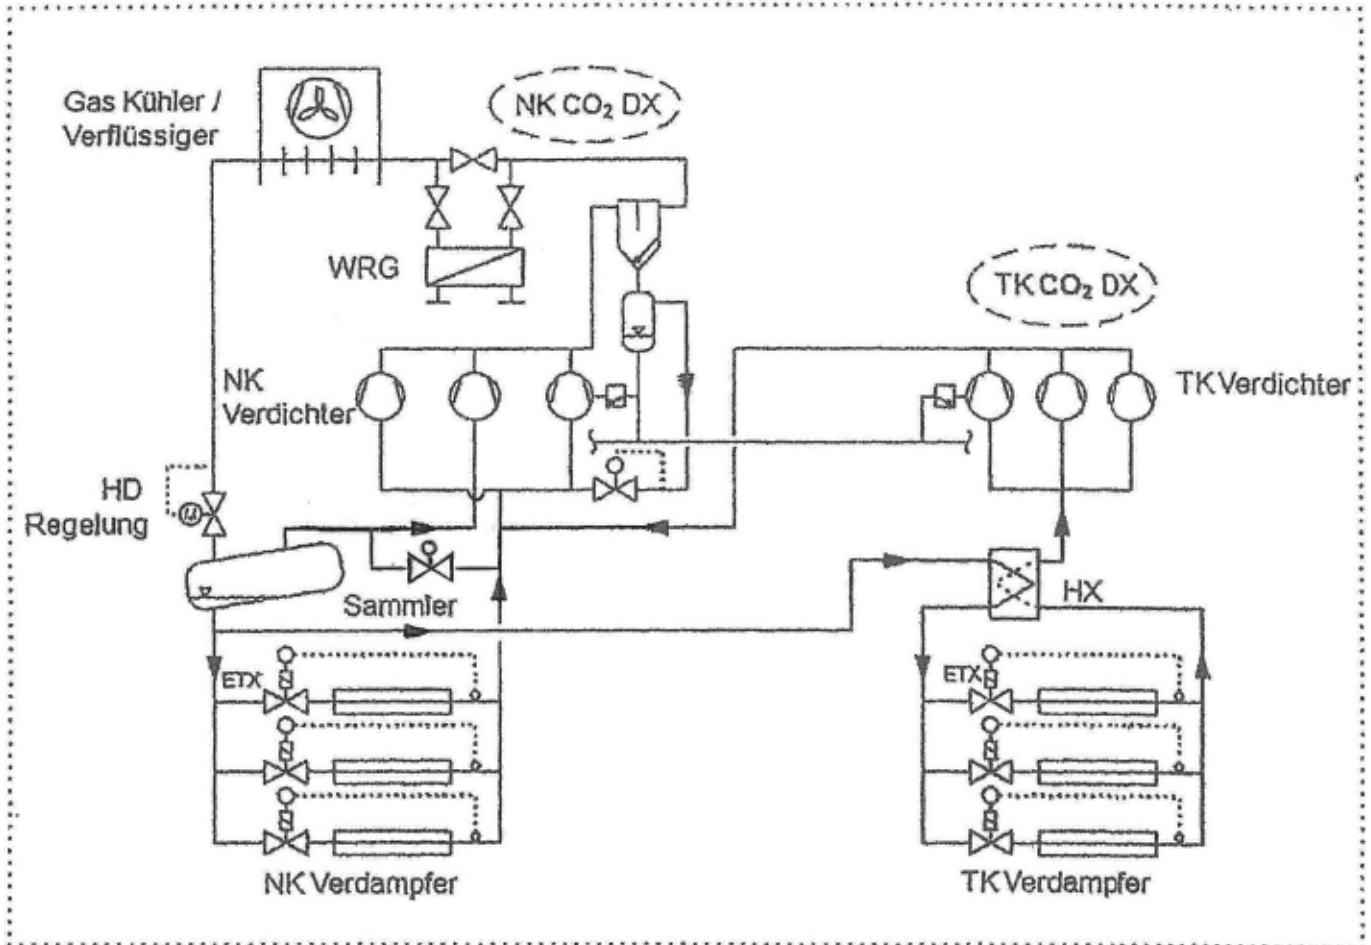 Gas Kühler /
Verflüssiger
NK CO₂ DX
WRG
TK CO₂ DX
NK
Verdichter
TK Verdichter
HD
Regelung
Sammler
HX
ETX
ETX
NK Verdampfer
TK Verdampfer